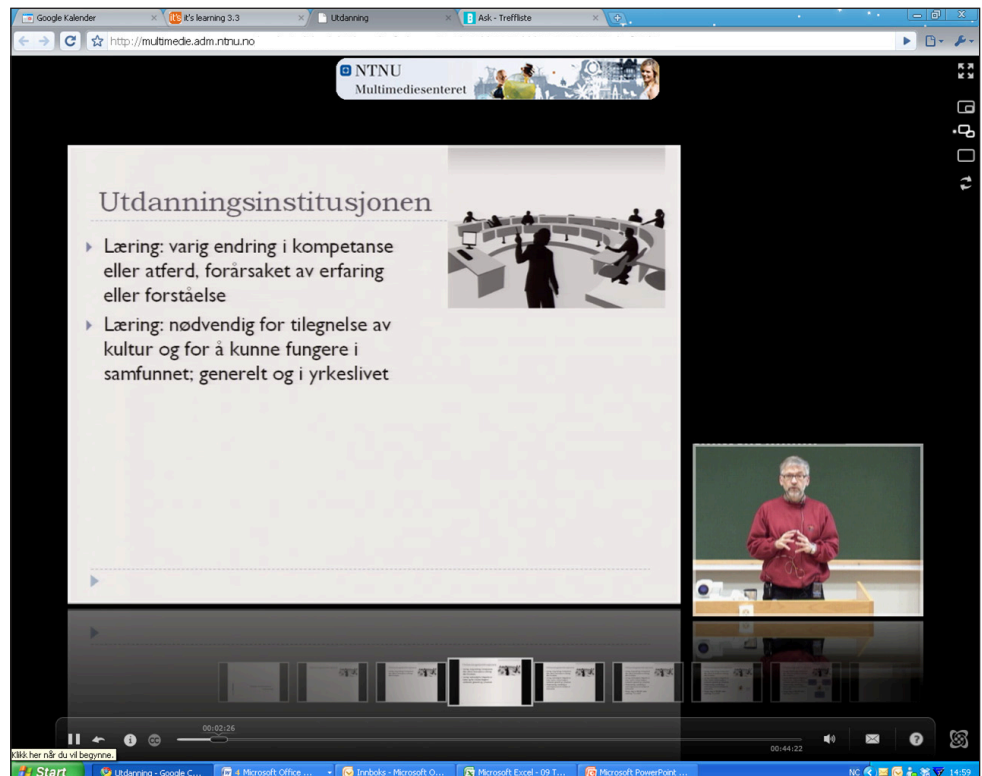 Google Kalender
it's learning 3.3
Utdanning
Ask - Treffliste
http://multimedie.adm.ntnu.no
NTNU
Multimediesenteret
Utdanningsinstitusjonen
Læring: varig endring i kompetanse
eller atferd, forårsaket av erfaring
eller forståelse
Læring: nødvendig for tilegnelse av
kultur og for å kunne fungere i
samfunnet; generelt og i yrkeslivet
00:02:26
CC
00:44:22
Klikk her når du vil begynne.
Start
Utdanning - Google C...
4 Microsoft Office ...
Innboks - Microsoft O...
Microsoft Excel - 09 T...
Microsoft PowerPoint ...
NC
14:59